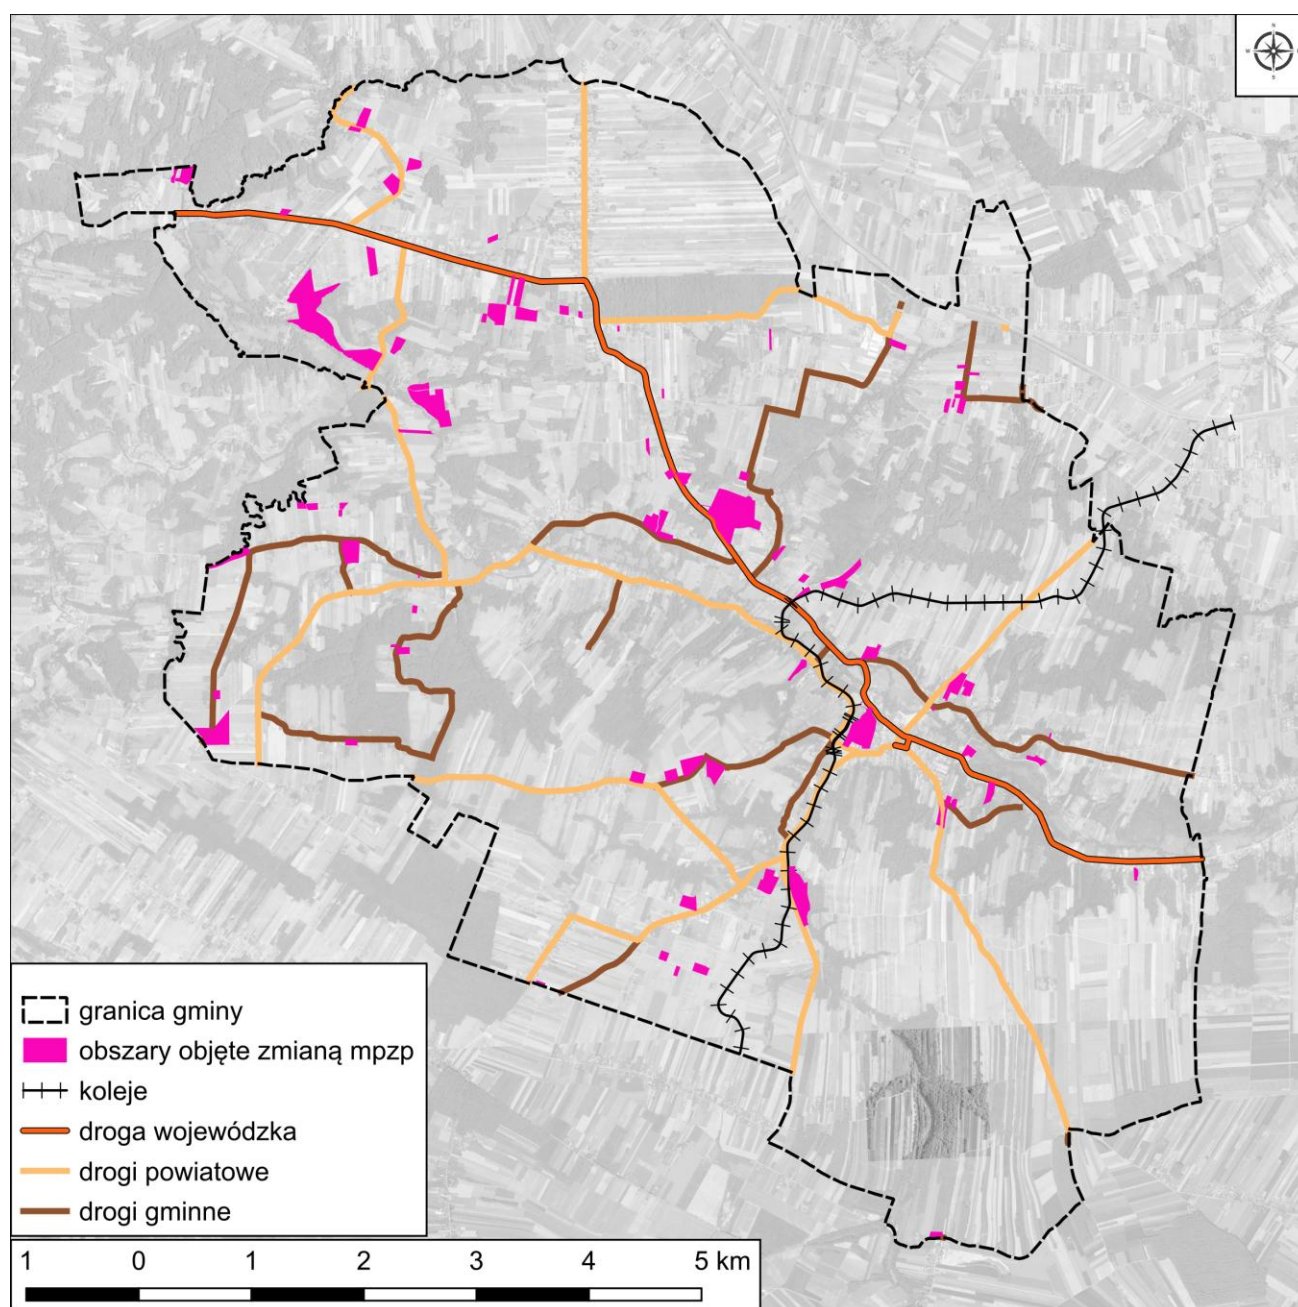 granica gminy
obszary objęte zmianą mpzp
koleje
droga wojewódzka
drogi powiatowe
drogi gminne
1 0 1 2 3 4 5 km